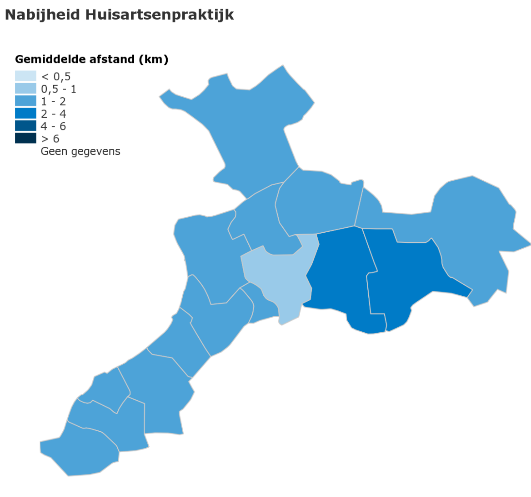 Nabijheid Huisartsenpraktijk
Gemiddelde afstand (km)
< 0,5
0,5 - 1
1 - 2
2 - 4
4 - 6
> 6
Geen gegevens